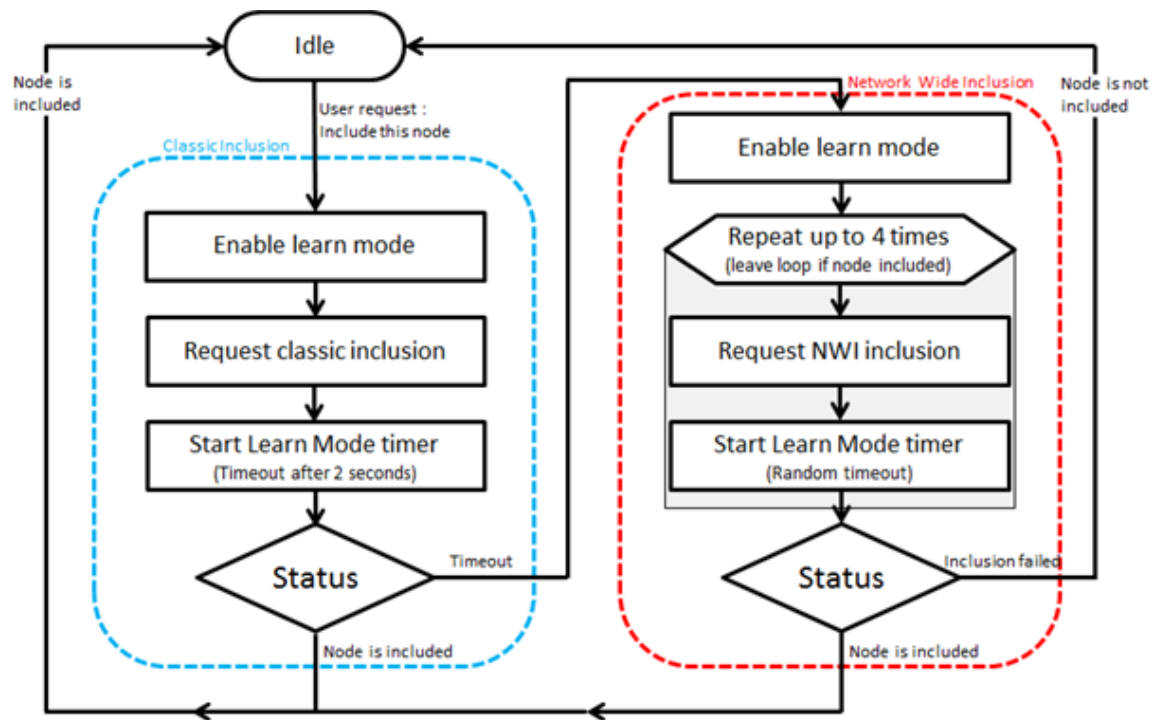 Idle
Node is
included
User request :
Include this node
Classic Inclusion
Enable learn mode
Request classic inclusion
Start Learn Mode timer
(Timeout after 2 seconds)
Status
Timeout
Node is included
Network Wide Inclusion
Node is not
included
Enable learn mode
Repeat up to 4 times
(leave loop if node included)
Request NWI inclusion
Start Learn Mode timer
(Random timeout)
Status
Inclusion failed
Node is included